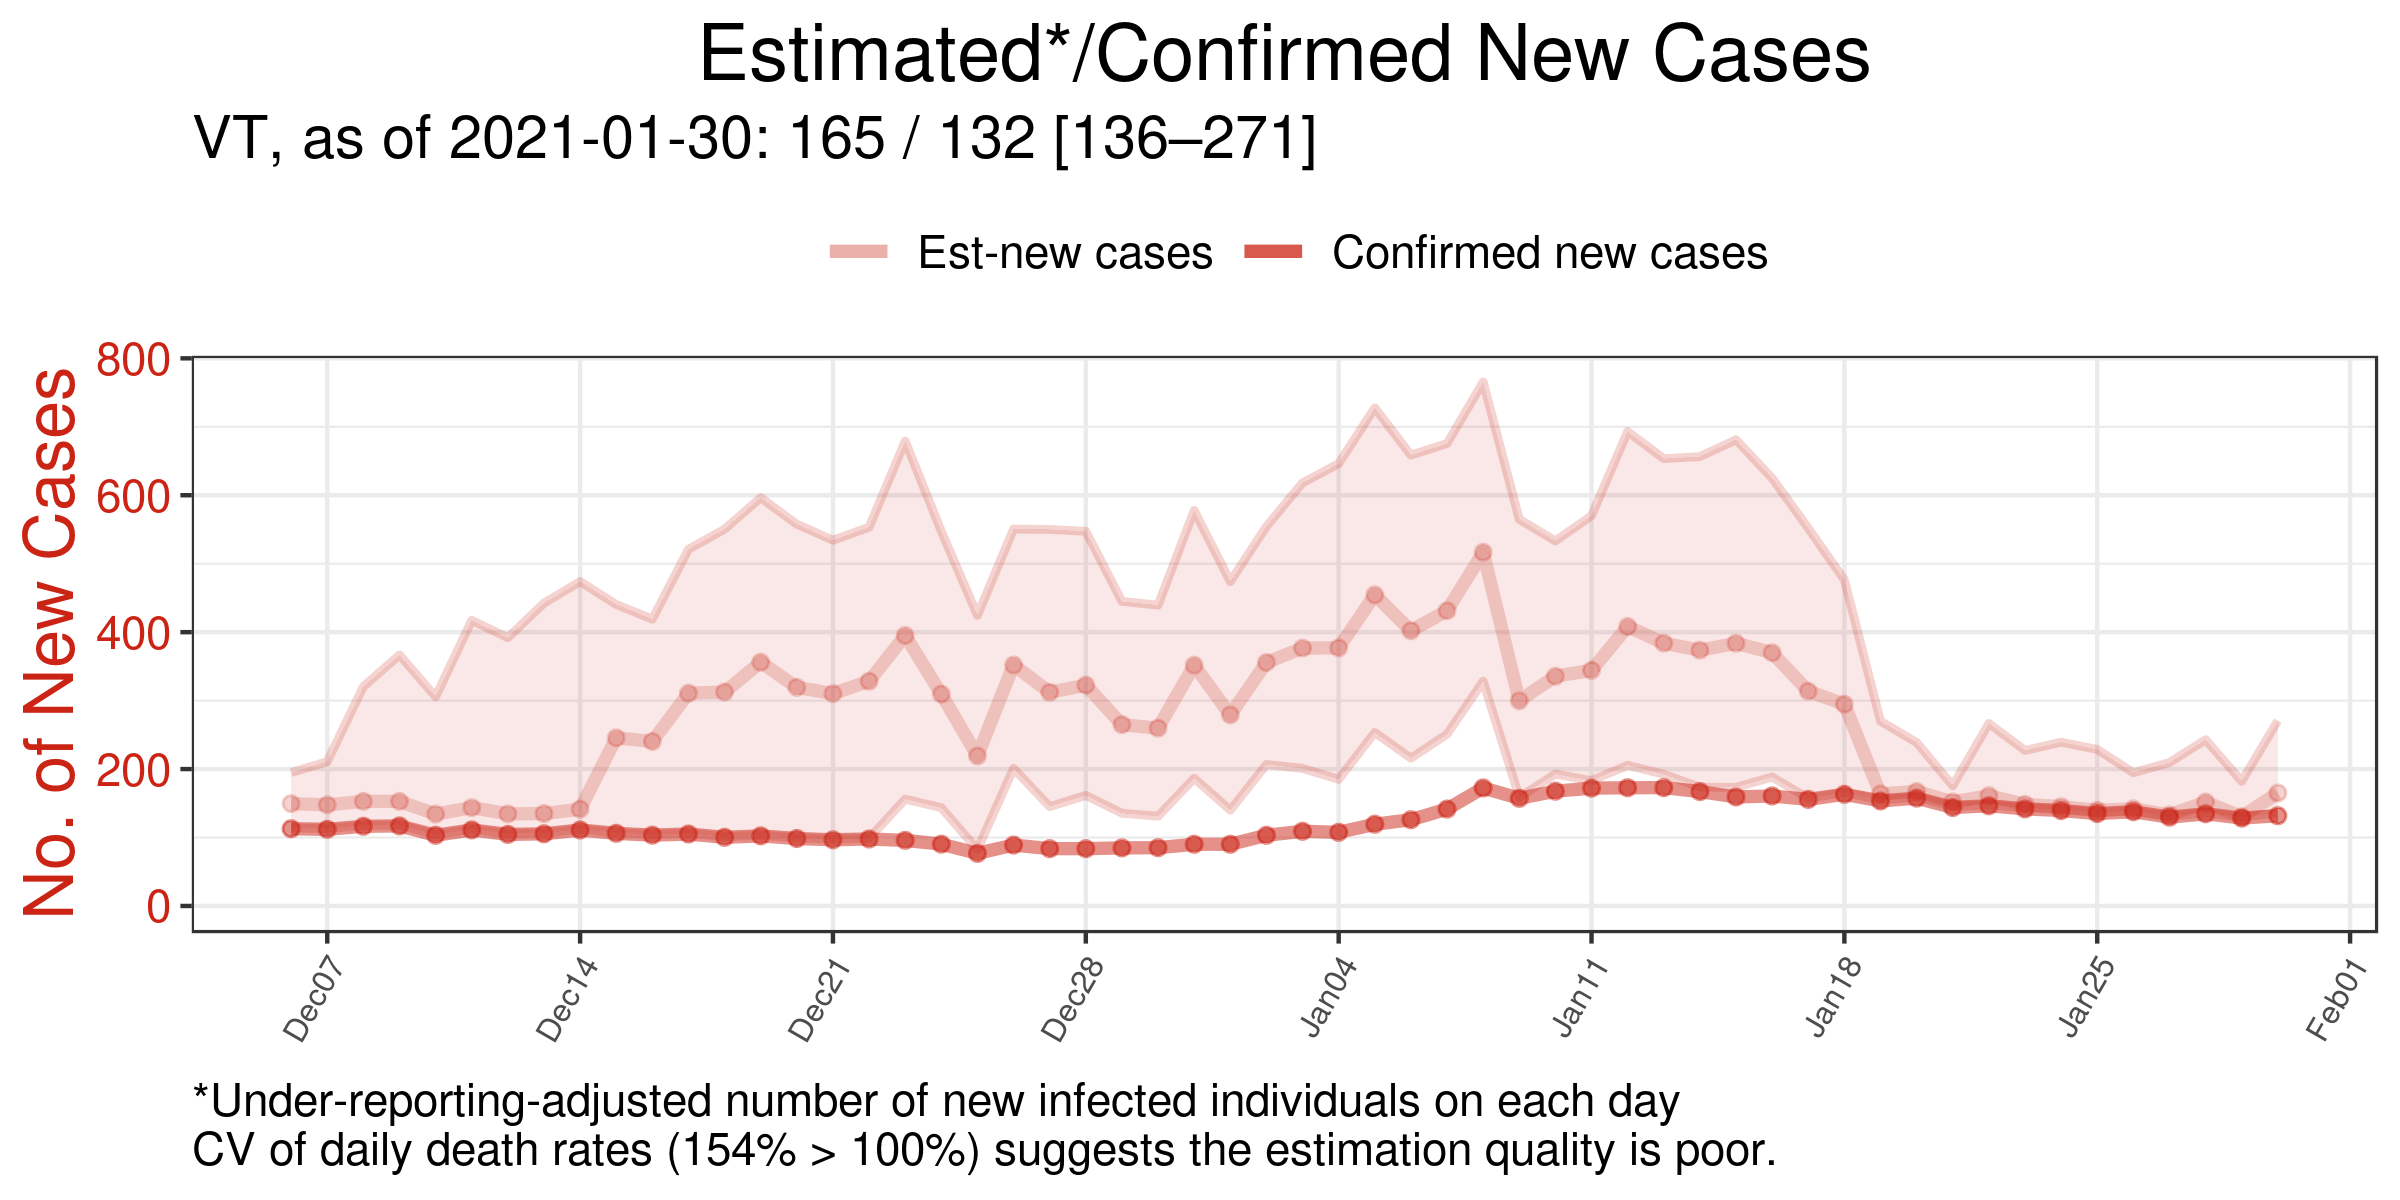 Estimated*/Confirmed New Cases
VT, as of 2021-01-30: 165 / 132 [136–271]
Est-new cases
Confirmed new cases
No. of New Cases
800
600
400
200
0
Dec07
Dec14
Dec21
Dec28
Jan04
Jan11
Jan18
Jan25
Feb01
*Under-reporting-adjusted number of new infected individuals on each day
CV of daily death rates (154% > 100%) suggests the estimation quality is poor.